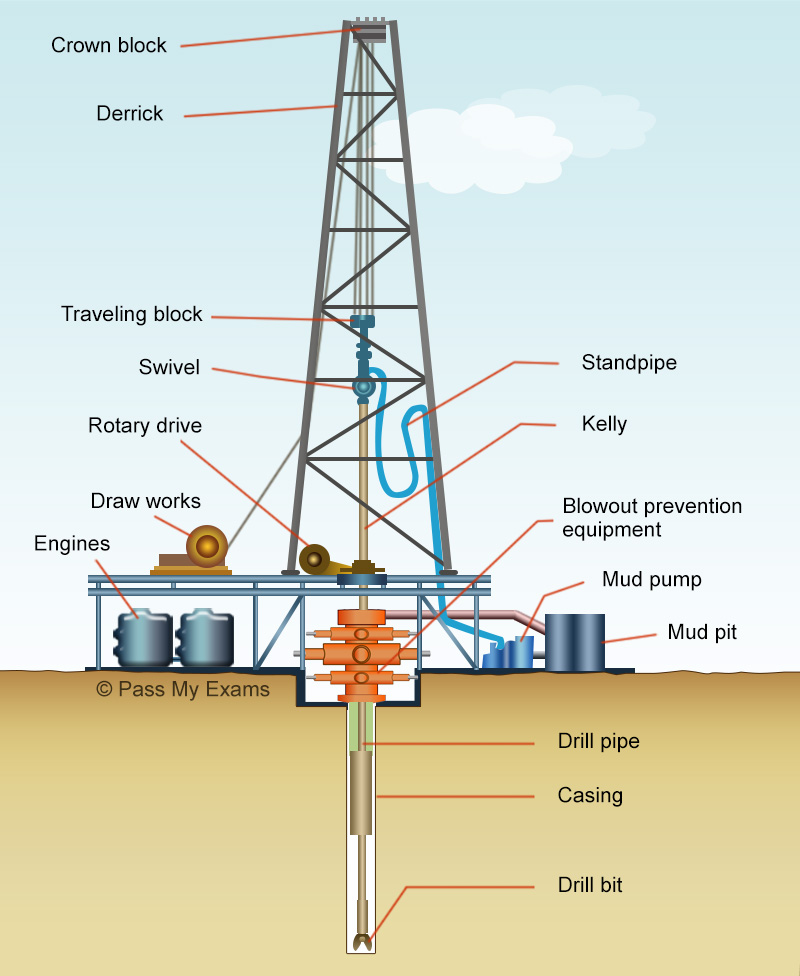 Crown block
Derrick
Traveling block
Swivel
Standpipe
Rotary drive
Kelly
Draw works
Blowout prevention
equipment
Engines
Mud pump
Mud pit
© Pass My Exams
Drill pipe
Casing
Drill bit